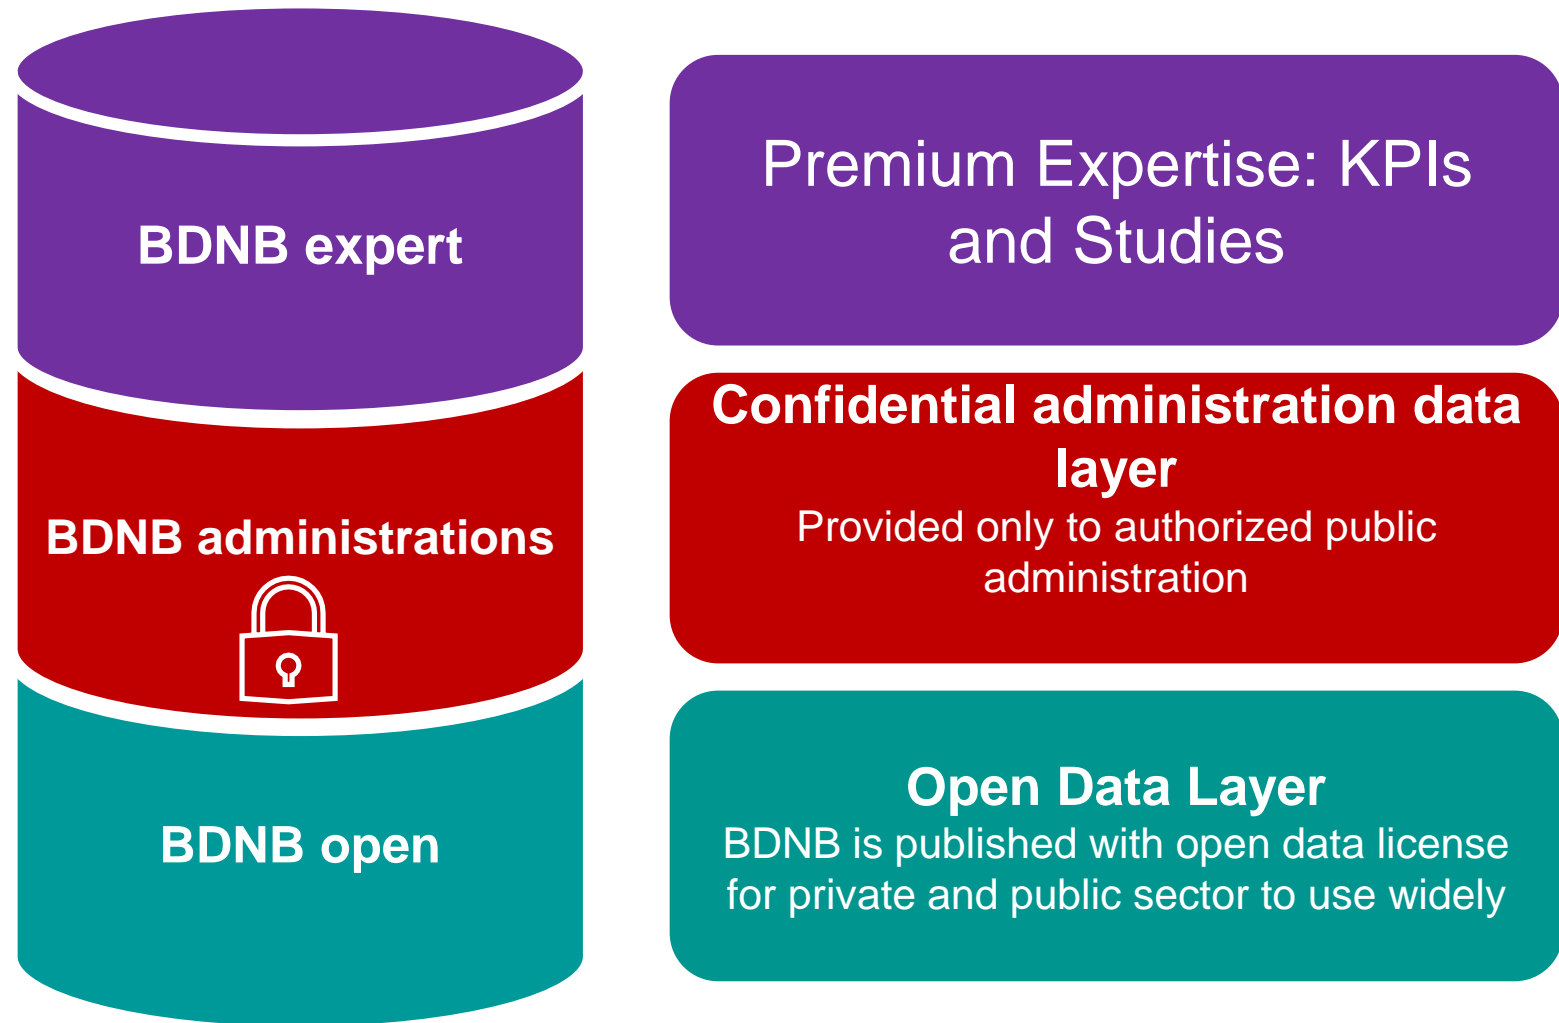 BDNB expert
Premium Expertise: KPIs
and Studies
BDNB administrations
Confidential administration data
layer
Provided only to authorized public
administration
BDNB open
Open Data Layer
BDNB is published with open data license
for private and public sector to use widely